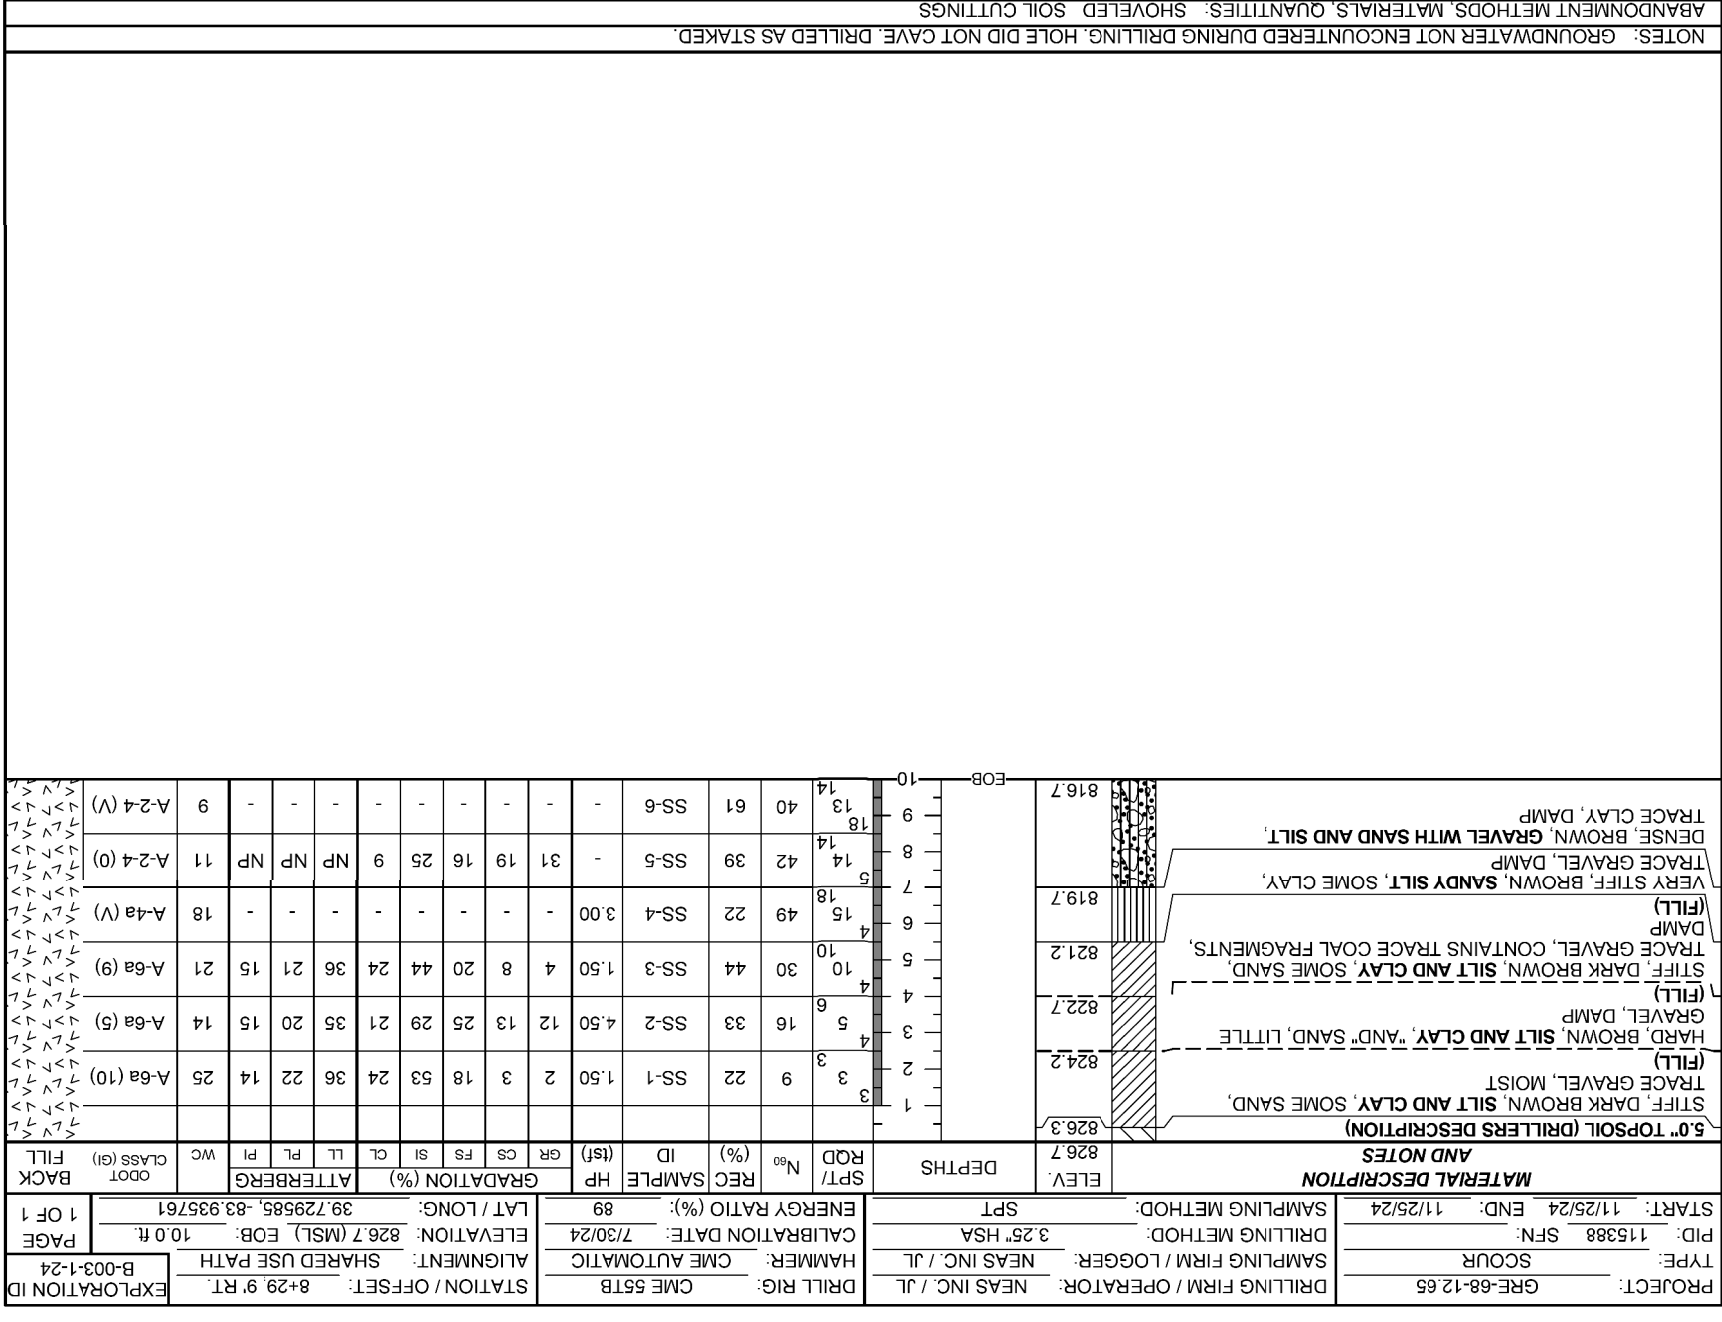 PROJECT: GRE-68-12.65
TYPE: SCOUR
PID: 115388 SFN:
START: 11/25/24 END: 11/25/24
DRILLING FIRM / OPERATOR: NEAS INC. / JL
SAMPLING FIRM / LOGGER: NEAS INC. / JL
DRILLING METHOD: 3.25" HSA
SAMPLING METHOD: SPT
DRILL RIG: CME 55TB
HAMMER: CME AUTOMATIC
CALIBRATION DATE: 7/30/24
ENERGY RATIO (%): 89
STATION / OFFSET: 8+29, 9' RT.
ALIGNMENT: SHARED USE PATH
ELEVATION: 826.7 (MSL) EOB: 10.0 ft.
LAT / LONG: 39.729585, -83.935761
EXPLORATION ID
B-003-1-24
PAGE
1 OF 1
MATERIAL DESCRIPTION
AND NOTES
ELEV.
826.7
DEPTHS
SPT/
RQD
N60
REC
(%)
SAMPLE
ID
HP
(tsf)
GRADATION (%)
GR CS FS SI CL
ATTERBERG
LL PL PI
WC
ODOT
CLASS (GI)
BACK
FILL
5.0" TOPSOIL (DRILLERS DESCRIPTION)
826.3
STIFF, DARK BROWN, SILT AND CLAY, SOME SAND,
TRACE GRAVEL, MOIST
(FILL)
824.2
HARD, BROWN, SILT AND CLAY, "AND" SAND, LITTLE
GRAVEL, DAMP
(FILL)
822.7
STIFF, DARK BROWN, SILT AND CLAY, SOME SAND,
TRACE GRAVEL, CONTAINS TRACE COAL FRAGMENTS,
DAMP
(FILL)
821.2
VERY STIFF, BROWN, SANDY SILT, SOME CLAY,
TRACE GRAVEL, DAMP
819.7
DENSE, BROWN, GRAVEL WITH SAND AND SILT,
TRACE CLAY, DAMP
816.7
EOB
1
2
3
4
5
6
7
8
9
10
3 3 3 9 22 SS-1 1.50 2 3 18 53 24 36 22 14 25 A-6a (10)
4 5 6 16 33 SS-2 4.50 12 13 25 29 21 35 20 15 14 A-6a (5)
4 10 10 30 44 SS-3 1.50 4 8 20 44 24 36 21 15 21 A-6a (9)
4 15 18 49 22 SS-4 3.00 - - - - - - - - 18 A-4a (V)
5 14 14 42 39 SS-5 - 31 19 16 25 9 NP NP NP 11 A-2-4 (0)
18 13 14 40 61 SS-6 - - - - - - - - - 9 A-2-4 (V)
NOTES: GROUNDWATER NOT ENCOUNTERED DURING DRILLING. HOLE DID NOT CAVE. DRILLED AS STAKED.
ABANDONMENT METHODS, MATERIALS, QUANTITIES: SHOVELED SOIL CUTTINGS